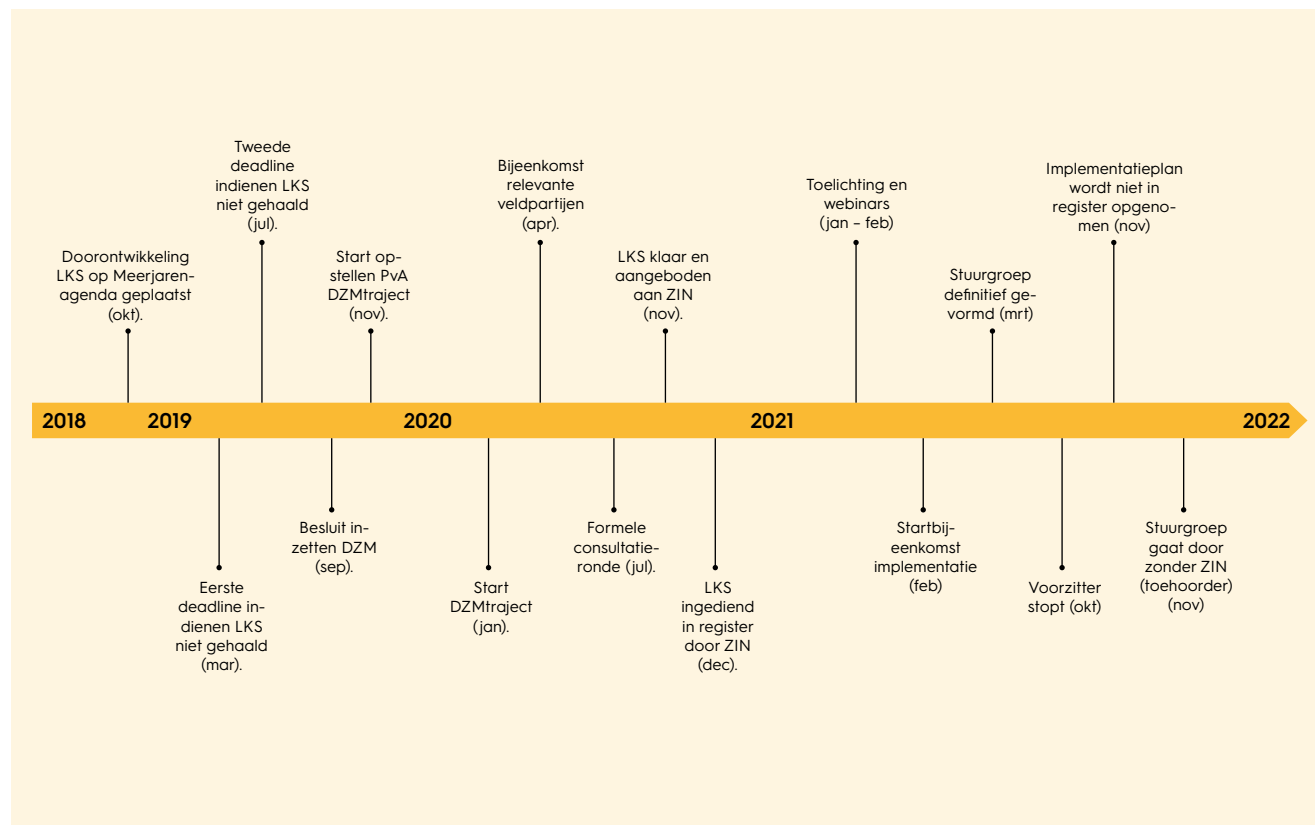 Doorontwikkeling
LKS op Meerjaren-
agenda geplaatst
(okt).
Tweede
deadline
indienen LKS
niet gehaald
(jul).
Start op-
stellen PvA
DZMtraject
(nov).
Bijeenkomst
relevante
veldpartijen
(apr).
LKS klaar en
aangeboden
aan ZIN
(nov).
Toelichting en
webinars
(jan – feb)
Stuurgroep
definitief ge-
vormd (mrt)
Implementatieplan
wordt niet in
register opgeno-
men (nov)
2018 2019 2020 2021 2022
Eerste
deadline in-
dienen LKS
niet gehaald
(mar).
Besluit in-
zetten DZM
(sep).
Start
DZMtraject
(jan).
Formele
consultatie-
ronde (jul).
LKS
ingediend
in register
door ZIN
(dec).
Startbij-
eenkomst
implementatie
(feb)
Voorzitter
stopt (okt)
Stuurgroep
gaat door
zonder ZIN
(toehoorder)
(nov)